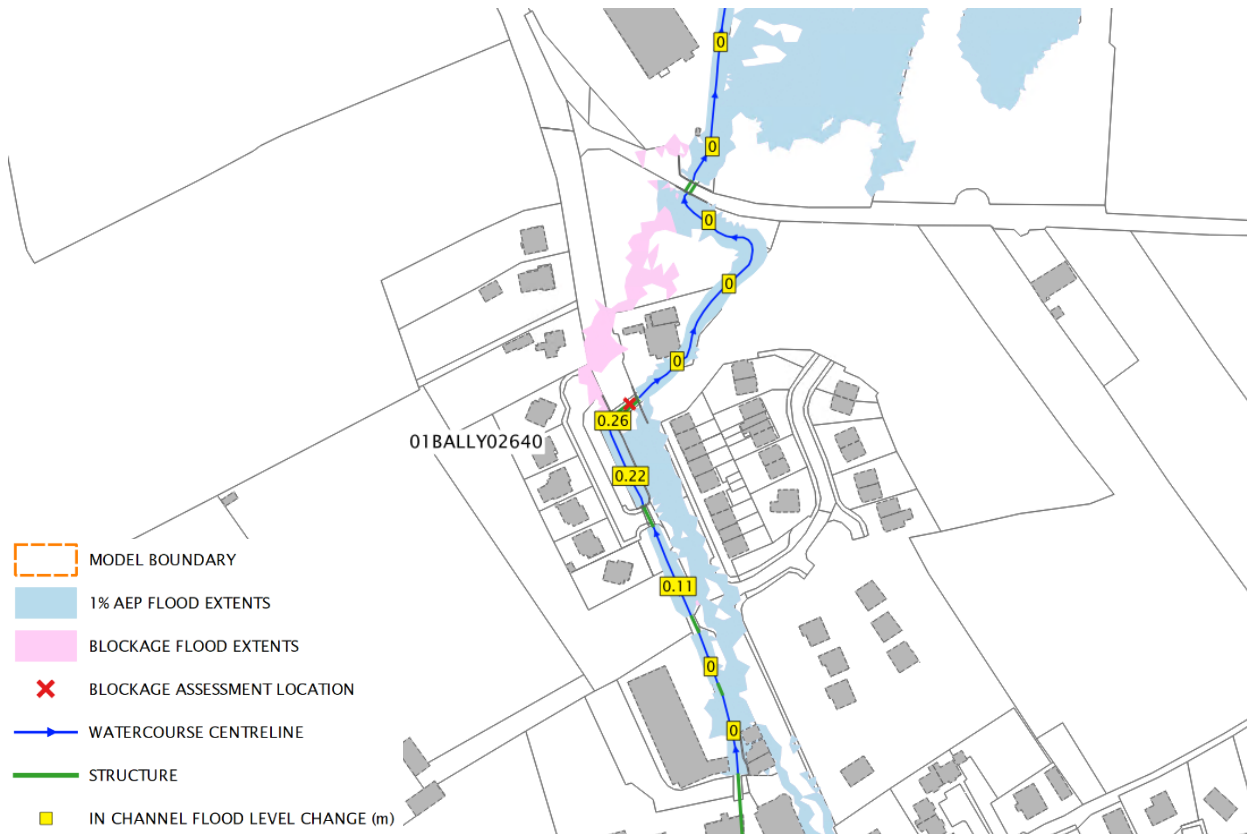 0
0
0
0
0
0.26
01BALLY02640
0.22
0.11
0
0
MODEL BOUNDARY
1% AEP FLOOD EXTENTS
BLOCKAGE FLOOD EXTENTS
BLOCKAGE ASSESSMENT LOCATION
WATERCOURSE CENTRELINE
STRUCTURE
IN CHANNEL FLOOD LEVEL CHANGE (m)